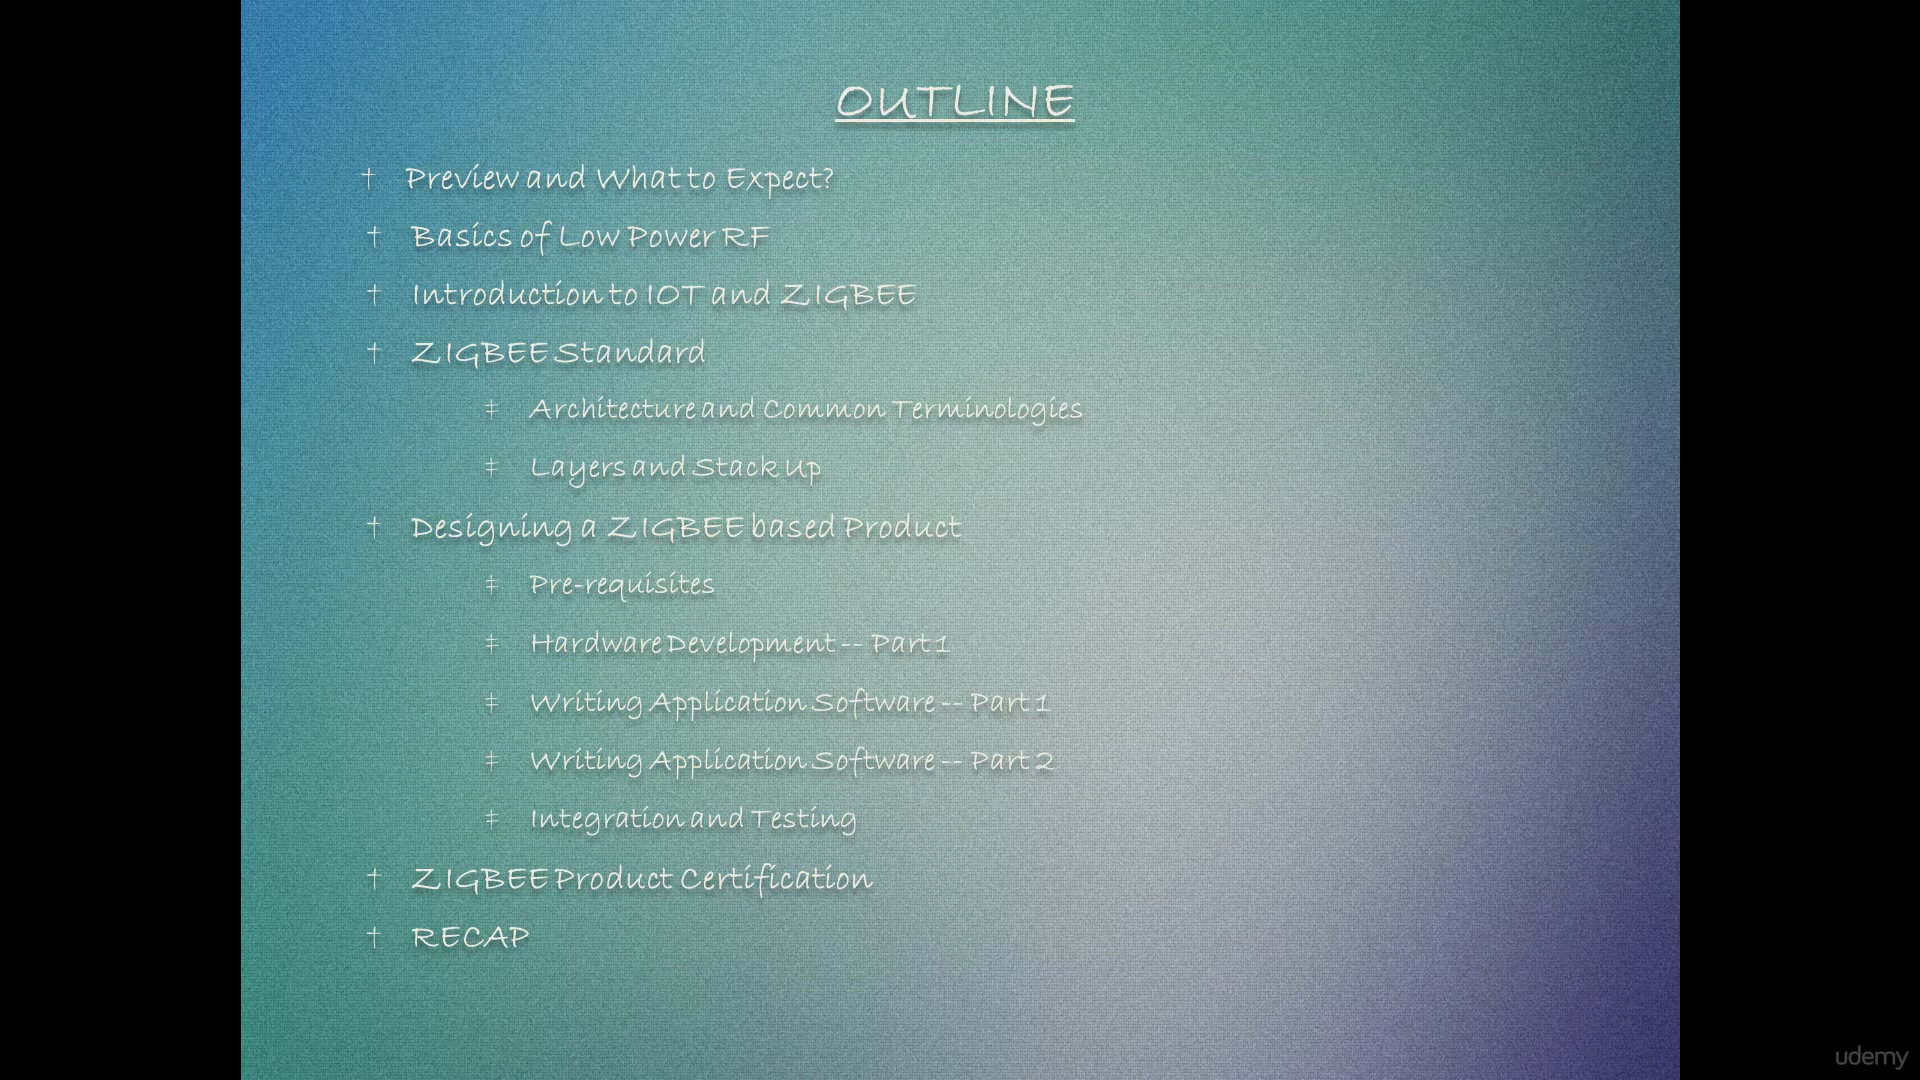 OUTLINE
† Preview and What to Expect?
† Basics of Low Power RF
† Introduction to IOT and ZIGBEE
† ZIGBEE Standard
‡ Architecture and Common Terminologies
‡ Layers and Stack Up
† Designing a ZIGBEE based Product
‡ Pre-requisites
‡ Hardware Development -- Part 1
‡ Writing Application Software -- Part 1
‡ Writing Application Software -- Part 2
‡ Integration and Testing
† ZIGBEE Product Certification
† RECAP
udemy